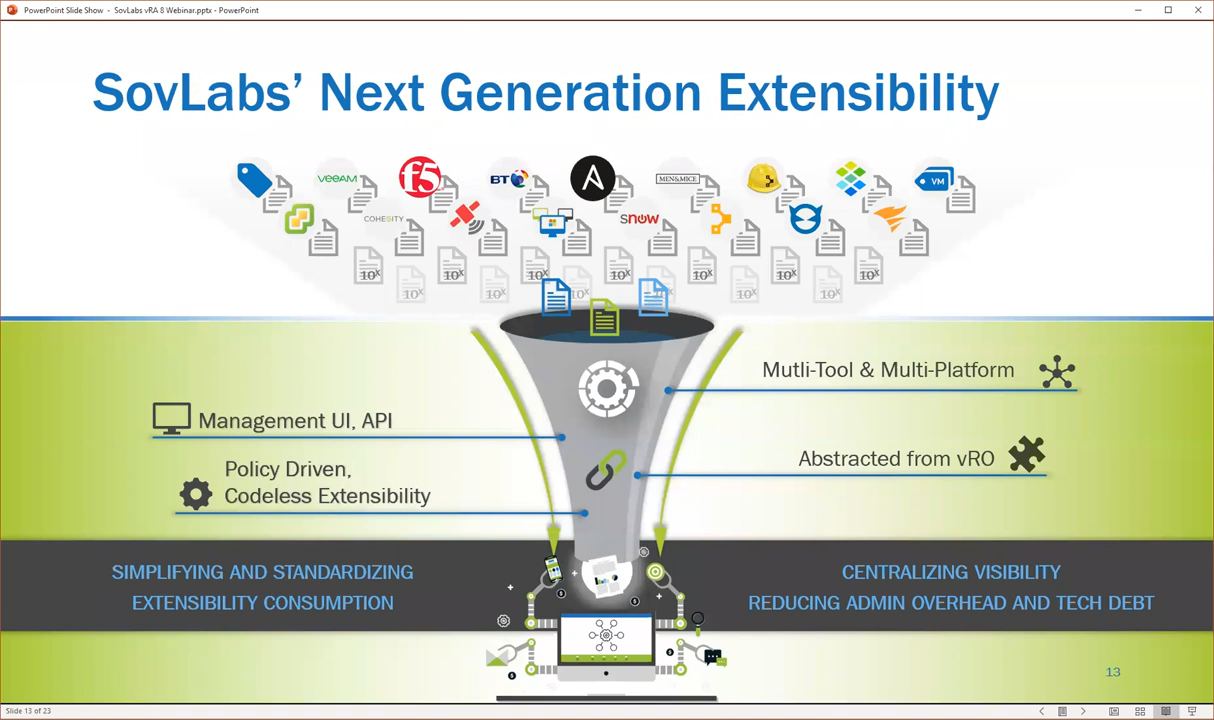 PowerPoint Slide Show - SovLabs vRA 8 Webinar.pptx - PowerPoint
SovLabs’ Next Generation Extensibility
VEEAM
f5
BT
A
MEN&MICE
VM
COHESITY
snow
10X 10X 10X 10X 10X 10X 10X
10X 10X 10X 10X 10X
Mutli-Tool & Multi-Platform
Management UI, API
Abstracted from vRO
Policy Driven,
Codeless Extensibility
SIMPLIFYING AND STANDARDIZING
EXTENSIBILITY CONSUMPTION
CENTRALIZING VISIBILITY
REDUCING ADMIN OVERHEAD AND TECH DEBT
13
Slide 13 of 23